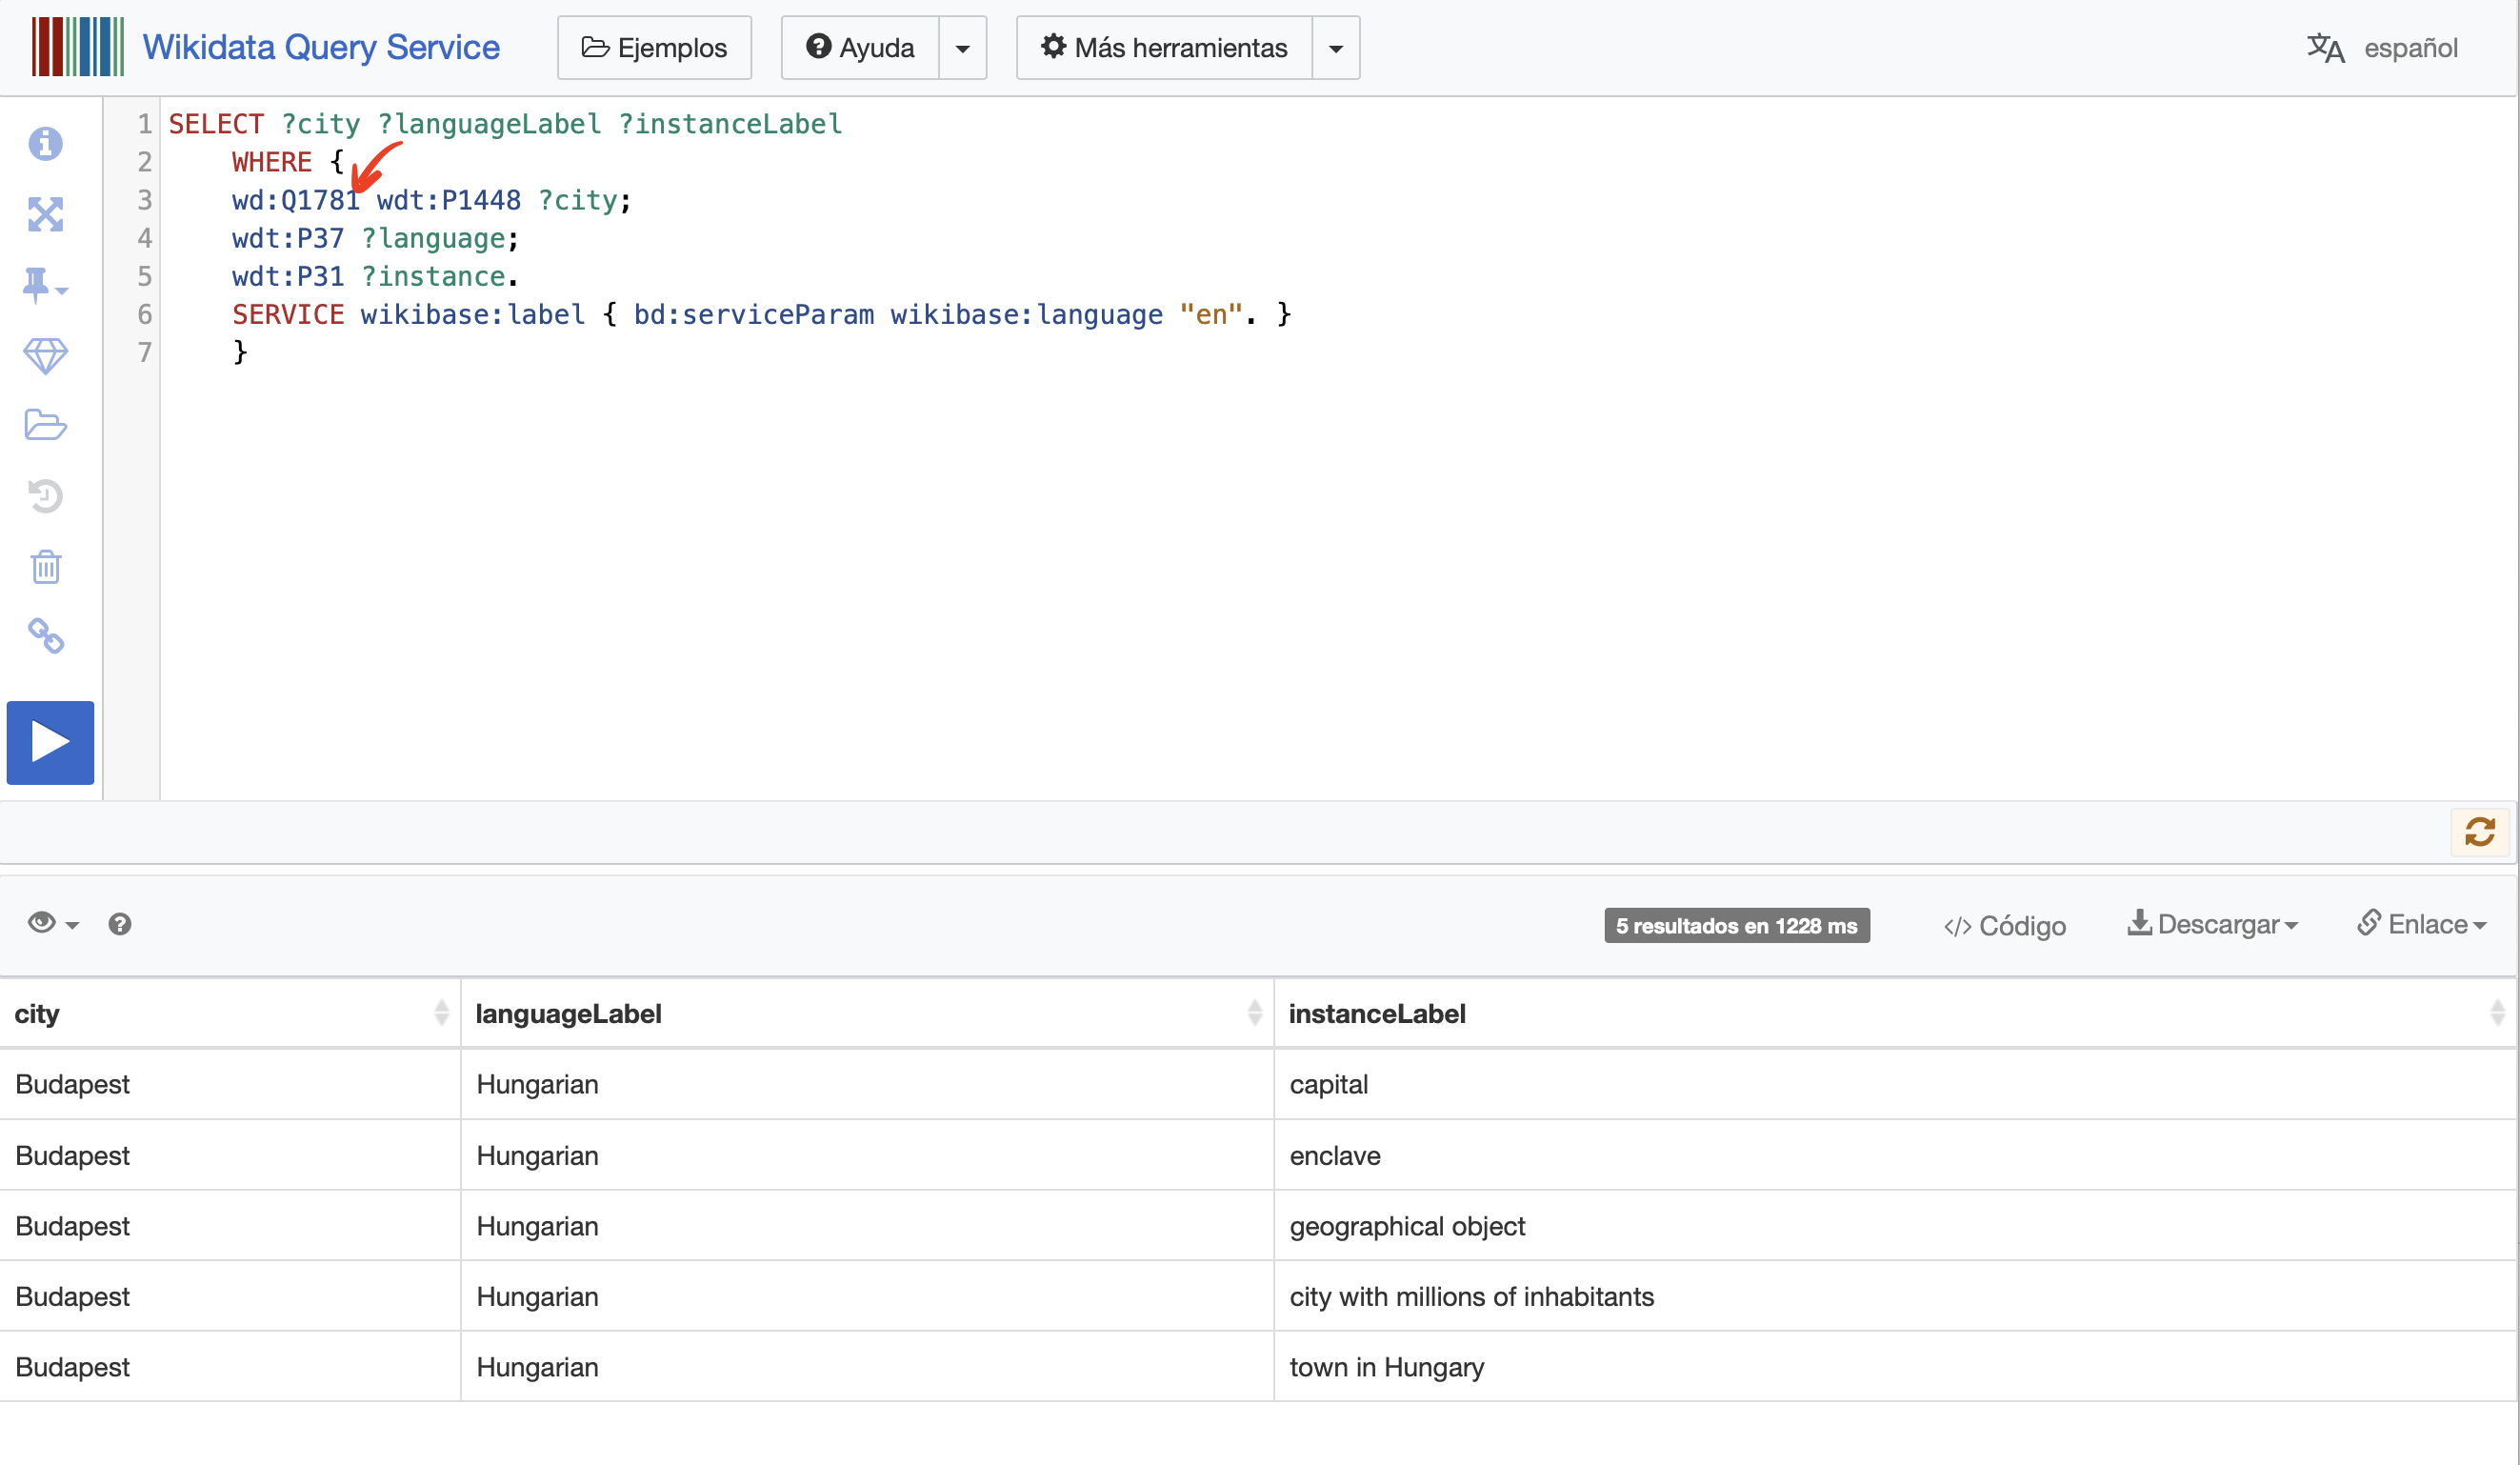 Wikidata Query Service
Ejemplos
Ayuda
Más herramientas
español
1 SELECT ?city ?languageLabel ?instanceLabel
2 WHERE {
3 wd:Q1781 wdt:P1448 ?city;
4 wdt:P37 ?language;
5 wdt:P31 ?instance.
6 SERVICE wikibase:label { bd:serviceParam wikibase:language "en". }
7 }
5 resultados en 1228 ms
</> Código
Descargar
Enlace
city languageLabel instanceLabel
Budapest Hungarian capital
Budapest Hungarian enclave
Budapest Hungarian geographical object
Budapest Hungarian city with millions of inhabitants
Budapest Hungarian town in Hungary